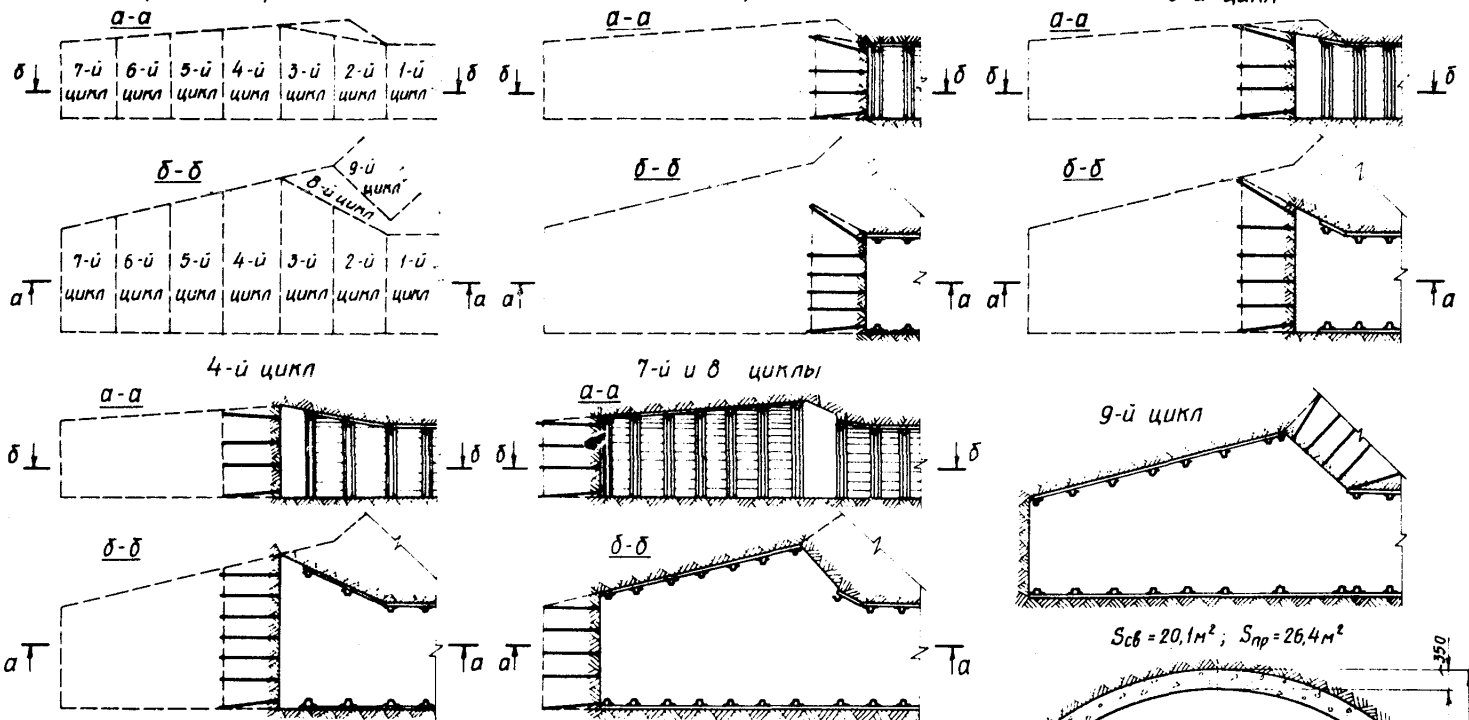 а-а
б б
7-й 6-й 5-й 4-й 3-й 2-й 1-й
цикл цикл цикл цикл цикл цикл цикл
б-б
9-й
цикл
8-й цикл
7-й 6-й 5-й 4-й 3-й 2-й 1-й
цикл цикл цикл цикл цикл цикл цикл
а а
а-а
б б
б-б
а а
цикл
а-а
б б
б-б
а а
4-й цикл
а-а
б б
б-б
а а
7-й и 8 циклы
а-а
б б
б-б
а а
9-й цикл
Sсв = 20,1м²; Sпр = 26,4м²
350